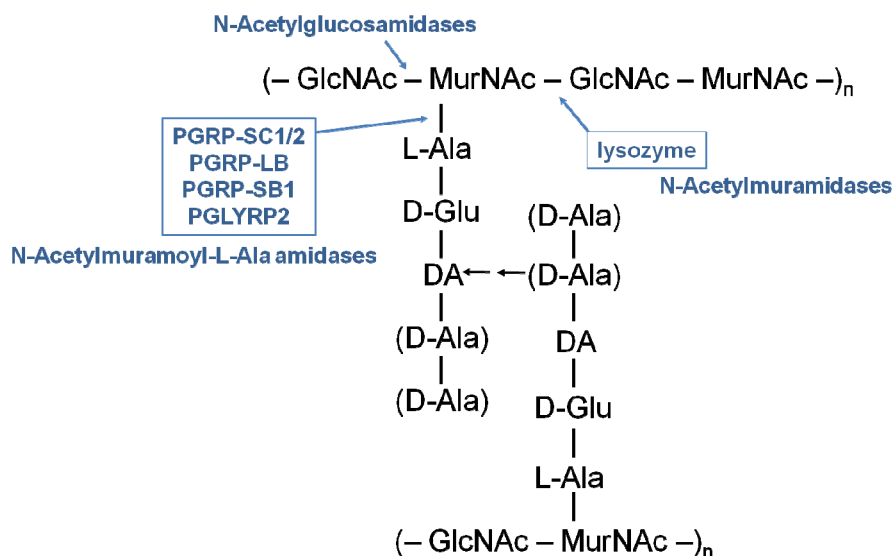 N-Acetylglucosamidases
(– GlcNAc – MurNAc – GlcNAc – MurNAc –)n
PGRP-SC1/2
PGRP-LB
PGRP-SB1
PGLYRP2
N-Acetylmuramoyl-L-Ala amidases
lysozyme
N-Acetylmuramidases
L-Ala
D-Glu
DA
(D-Ala)
(D-Ala)
(D-Ala)
(D-Ala)
DA
D-Glu
L-Ala
(– GlcNAc – MurNAc –)n